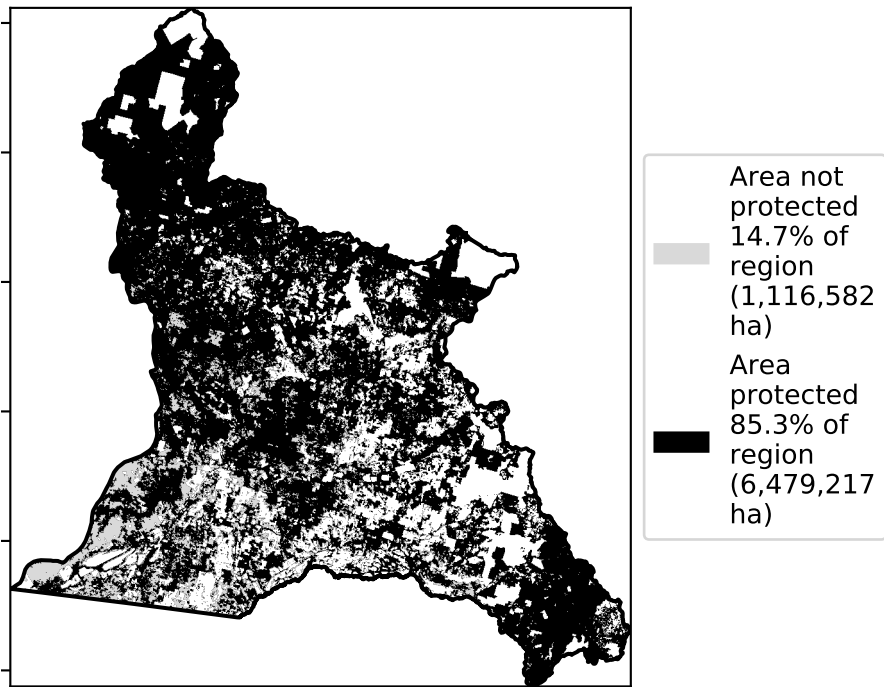 Area not
protected
14.7% of
region
(1,116,582
ha)
Area
protected
85.3% of
region
(6,479,217
ha)